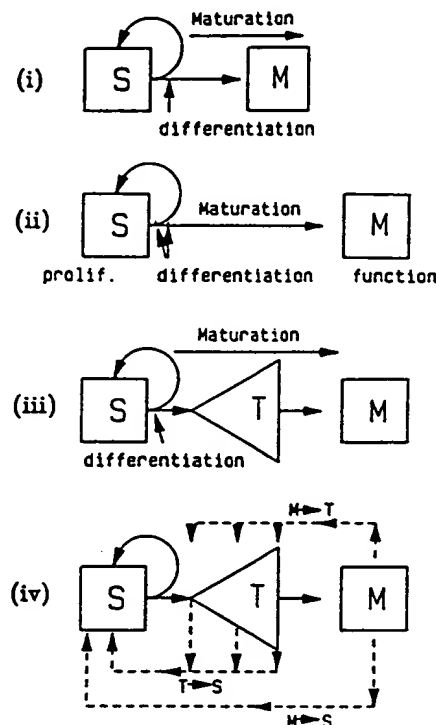 Maturation
(i) S M
differentiation
(ii) S Maturation M
prolif. differentiation function
Maturation
(iii) S T M
differentiation
M→T
(iv) S T M
T→S
M→S